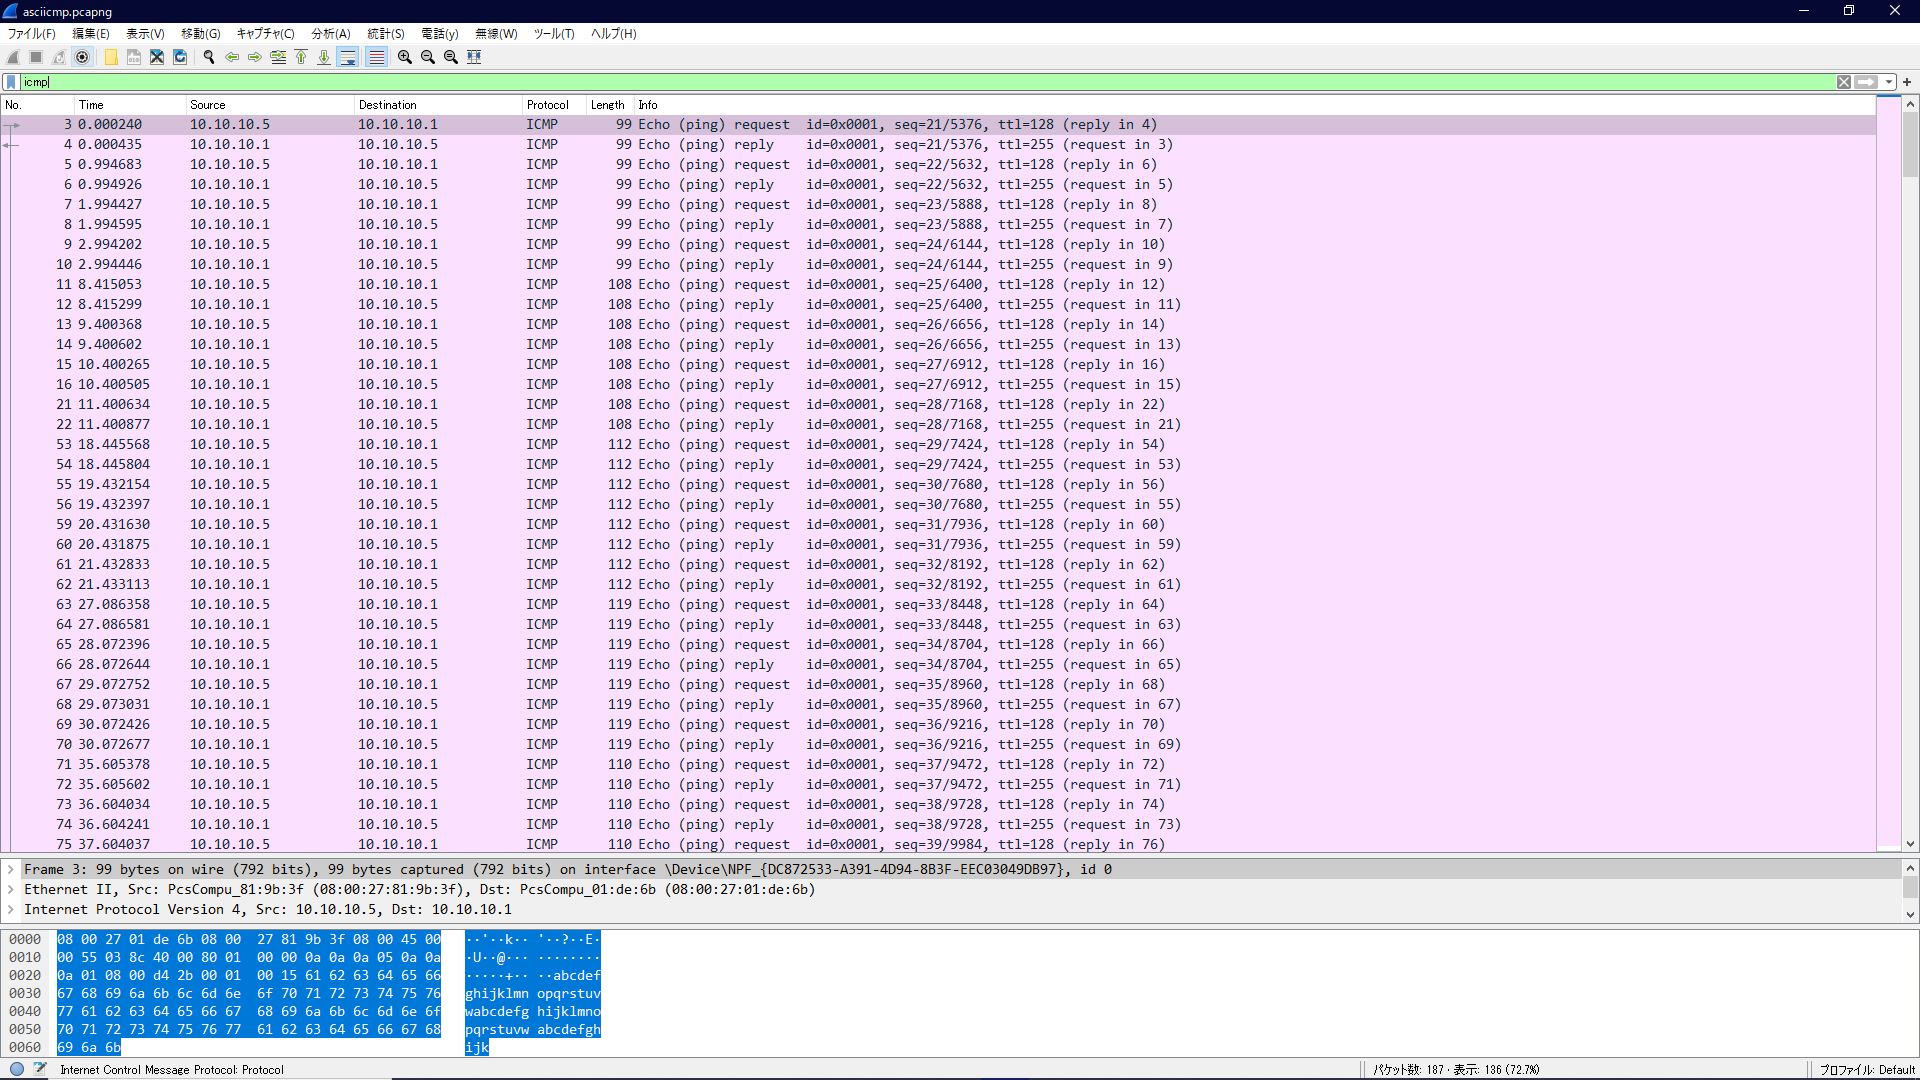 asciicmp.pcapng
ファイル(F) 編集(E) 表示(V) 移動(G) キャプチャ(C) 分析(A) 統計(S) 電話(y) 無線(W) ツール(T) ヘルプ(H)
icmp
No. Time Source Destination Protocol Length Info
3 0.000240 10.10.10.5 10.10.10.1 ICMP 99 Echo (ping) request id=0x0001, seq=21/5376, ttl=128 (reply in 4)
4 0.000435 10.10.10.1 10.10.10.5 ICMP 99 Echo (ping) reply id=0x0001, seq=21/5376, ttl=255 (request in 3)
5 0.994683 10.10.10.5 10.10.10.1 ICMP 99 Echo (ping) request id=0x0001, seq=22/5632, ttl=128 (reply in 6)
6 0.994926 10.10.10.1 10.10.10.5 ICMP 99 Echo (ping) reply id=0x0001, seq=22/5632, ttl=255 (request in 5)
7 1.994427 10.10.10.5 10.10.10.1 ICMP 99 Echo (ping) request id=0x0001, seq=23/5888, ttl=128 (reply in 8)
8 1.994595 10.10.10.1 10.10.10.5 ICMP 99 Echo (ping) reply id=0x0001, seq=23/5888, ttl=255 (request in 7)
9 2.994202 10.10.10.5 10.10.10.1 ICMP 99 Echo (ping) request id=0x0001, seq=24/6144, ttl=128 (reply in 10)
10 2.994446 10.10.10.1 10.10.10.5 ICMP 99 Echo (ping) reply id=0x0001, seq=24/6144, ttl=255 (request in 9)
11 8.415053 10.10.10.5 10.10.10.1 ICMP 108 Echo (ping) request id=0x0001, seq=25/6400, ttl=128 (reply in 12)
12 8.415299 10.10.10.1 10.10.10.5 ICMP 108 Echo (ping) reply id=0x0001, seq=25/6400, ttl=255 (request in 11)
13 9.400368 10.10.10.5 10.10.10.1 ICMP 108 Echo (ping) request id=0x0001, seq=26/6656, ttl=128 (reply in 14)
14 9.400602 10.10.10.1 10.10.10.5 ICMP 108 Echo (ping) reply id=0x0001, seq=26/6656, ttl=255 (request in 13)
15 10.400265 10.10.10.5 10.10.10.1 ICMP 108 Echo (ping) request id=0x0001, seq=27/6912, ttl=128 (reply in 16)
16 10.400505 10.10.10.1 10.10.10.5 ICMP 108 Echo (ping) reply id=0x0001, seq=27/6912, ttl=255 (request in 15)
21 11.400634 10.10.10.5 10.10.10.1 ICMP 108 Echo (ping) request id=0x0001, seq=28/7168, ttl=128 (reply in 22)
22 11.400877 10.10.10.1 10.10.10.5 ICMP 108 Echo (ping) reply id=0x0001, seq=28/7168, ttl=255 (request in 21)
53 18.445568 10.10.10.5 10.10.10.1 ICMP 112 Echo (ping) request id=0x0001, seq=29/7424, ttl=128 (reply in 54)
54 18.445804 10.10.10.1 10.10.10.5 ICMP 112 Echo (ping) reply id=0x0001, seq=29/7424, ttl=255 (request in 53)
55 19.432154 10.10.10.5 10.10.10.1 ICMP 112 Echo (ping) request id=0x0001, seq=30/7680, ttl=128 (reply in 56)
56 19.432397 10.10.10.1 10.10.10.5 ICMP 112 Echo (ping) reply id=0x0001, seq=30/7680, ttl=255 (request in 55)
59 20.431630 10.10.10.5 10.10.10.1 ICMP 112 Echo (ping) request id=0x0001, seq=31/7936, ttl=128 (reply in 60)
60 20.431875 10.10.10.1 10.10.10.5 ICMP 112 Echo (ping) reply id=0x0001, seq=31/7936, ttl=255 (request in 59)
61 21.432833 10.10.10.5 10.10.10.1 ICMP 112 Echo (ping) request id=0x0001, seq=32/8192, ttl=128 (reply in 62)
62 21.433113 10.10.10.1 10.10.10.5 ICMP 112 Echo (ping) reply id=0x0001, seq=32/8192, ttl=255 (request in 61)
63 27.086358 10.10.10.5 10.10.10.1 ICMP 119 Echo (ping) request id=0x0001, seq=33/8448, ttl=128 (reply in 64)
64 27.086581 10.10.10.1 10.10.10.5 ICMP 119 Echo (ping) reply id=0x0001, seq=33/8448, ttl=255 (request in 63)
65 28.072396 10.10.10.5 10.10.10.1 ICMP 119 Echo (ping) request id=0x0001, seq=34/8704, ttl=128 (reply in 66)
66 28.072644 10.10.10.1 10.10.10.5 ICMP 119 Echo (ping) reply id=0x0001, seq=34/8704, ttl=255 (request in 65)
67 29.072752 10.10.10.5 10.10.10.1 ICMP 119 Echo (ping) request id=0x0001, seq=35/8960, ttl=128 (reply in 68)
68 29.073031 10.10.10.1 10.10.10.5 ICMP 119 Echo (ping) reply id=0x0001, seq=35/8960, ttl=255 (request in 67)
69 30.072426 10.10.10.5 10.10.10.1 ICMP 119 Echo (ping) request id=0x0001, seq=36/9216, ttl=128 (reply in 70)
70 30.072677 10.10.10.1 10.10.10.5 ICMP 119 Echo (ping) reply id=0x0001, seq=36/9216, ttl=255 (request in 69)
71 35.605378 10.10.10.5 10.10.10.1 ICMP 110 Echo (ping) request id=0x0001, seq=37/9472, ttl=128 (reply in 72)
72 35.605602 10.10.10.1 10.10.10.5 ICMP 110 Echo (ping) reply id=0x0001, seq=37/9472, ttl=255 (request in 71)
73 36.604034 10.10.10.5 10.10.10.1 ICMP 110 Echo (ping) request id=0x0001, seq=38/9728, ttl=128 (reply in 74)
74 36.604241 10.10.10.1 10.10.10.5 ICMP 110 Echo (ping) reply id=0x0001, seq=38/9728, ttl=255 (request in 73)
75 37.604037 10.10.10.5 10.10.10.1 ICMP 110 Echo (ping) request id=0x0001, seq=39/9984, ttl=128 (reply in 76)
Frame 3: 99 bytes on wire (792 bits), 99 bytes captured (792 bits) on interface \Device\NPF_{DC872533-A391-4D94-8B3F-EEC03049DB97}, id 0
Ethernet II, Src: PcsCompu_81:9b:3f (08:00:27:81:9b:3f), Dst: PcsCompu_01:de:6b (08:00:27:01:de:6b)
Internet Protocol Version 4, Src: 10.10.10.5, Dst: 10.10.10.1
0000 08 00 27 01 de 6b 08 00 27 81 9b 3f 08 00 45 00 ··'··k·· '··?··E·
0010 00 55 03 8c 40 00 80 01 00 00 0a 0a 0a 05 0a 0a ·U··@··· ········
0020 0a 01 08 00 d4 2b 00 01 00 15 61 62 63 64 65 66 ·····+·· ··abcdef
0030 67 68 69 6a 6b 6c 6d 6e 6f 70 71 72 73 74 75 76 ghijklmn opqrstuv
0040 77 61 62 63 64 65 66 67 68 69 6a 6b 6c 6d 6e 6f wabcdefg hijklmno
0050 70 71 72 73 74 75 76 77 61 62 63 64 65 66 67 68 pqrstuvw abcdefgh
0060 69 6a 6b ijk
Internet Control Message Protocol: Protocol パケット数: 187 · 表示: 136 (72.7%) プロファイル: Default